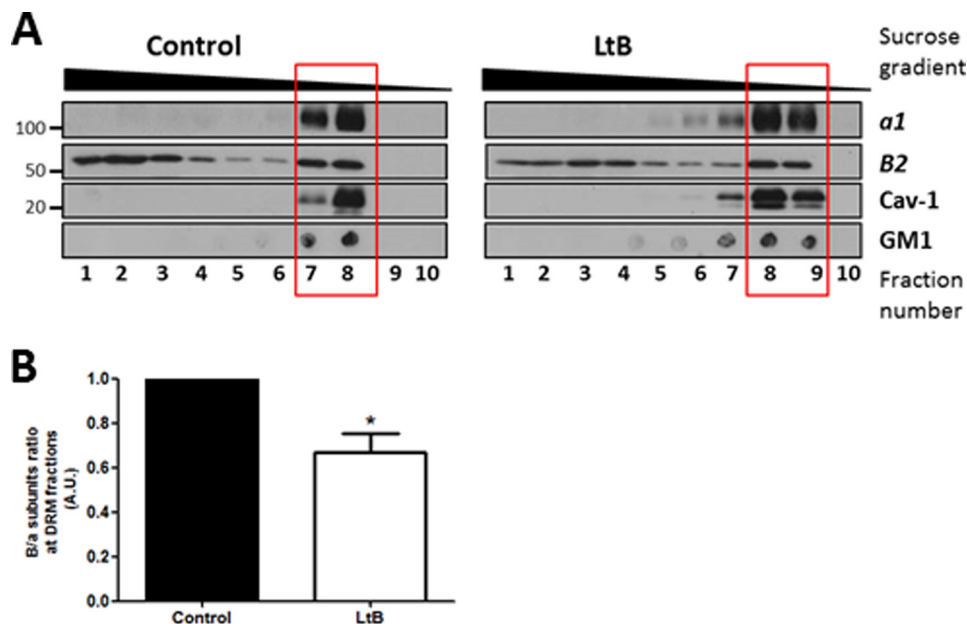 A
Control
LtB
Sucrose
gradient
100
a1
50
B2
20
Cav-1
GM1
1 2 3 4 5 6 7 8 9 10
1 2 3 4 5 6 7 8 9 10
Fraction
number
B
B/a subunits ratio
at DRM fractions
(A.U.)
1.0
0.8
0.6
0.4
0.2
0.0
*
Control
LtB